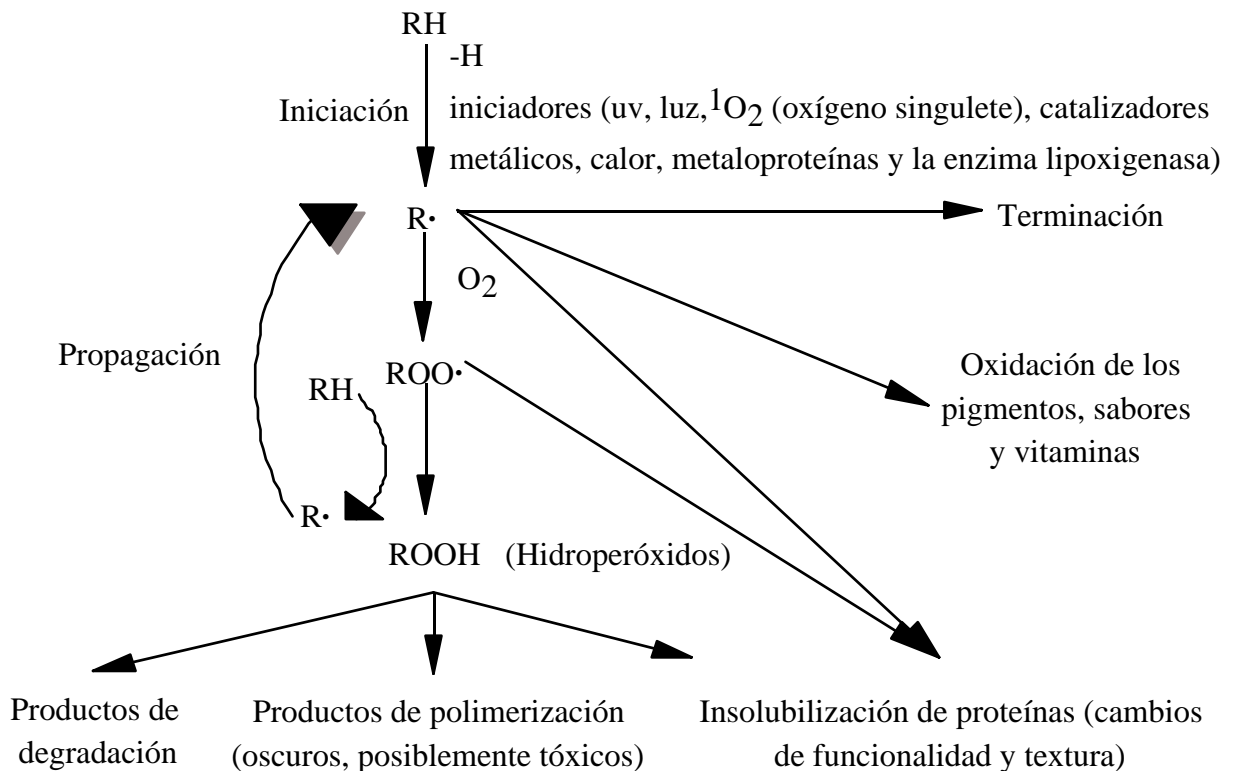 RH
-H
Iniciación
iniciadores (uv, luz,¹O₂ (oxígeno singulete), catalizadores
metálicos, calor, metaloproteínas y la enzima lipoxigenasa)
R·
Terminación
O₂
Propagación
RH
ROO·
Oxidación de los
pigmentos, sabores
y vitaminas
R·
ROOH (Hidroperóxidos)
Productos de
degradación
Productos de polimerización
(oscuros, posiblemente tóxicos)
Insolubilización de proteínas (cambios
de funcionalidad y textura)